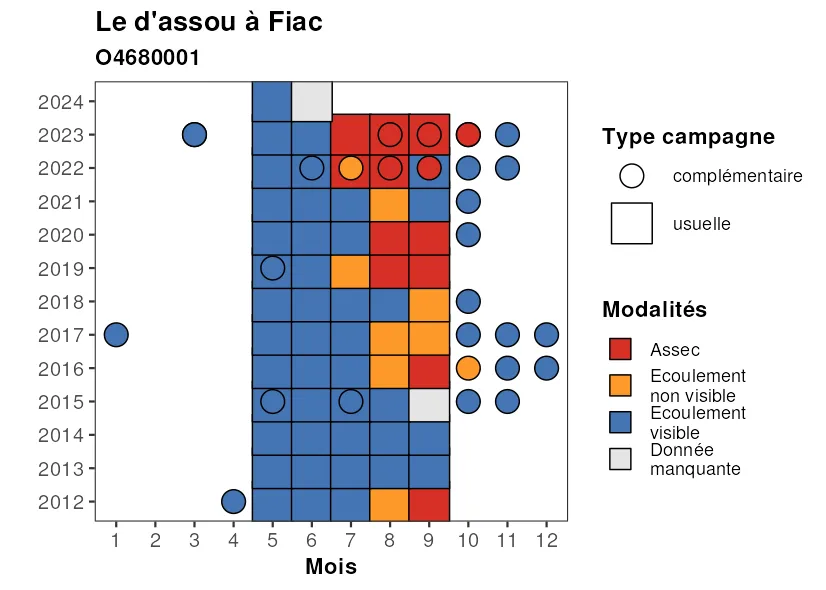 Le d'assou à Fiac
O4680001
2024
2023
2022
2021
2020
2019
2018
2017
2016
2015
2014
2013
2012
1 2 3 4 5 6 7 8 9 10 11 12
Mois
Type campagne
complémentaire
usuelle
Modalités
Assec
Ecoulement
non visible
Ecoulement
visible
Donnée
manquante